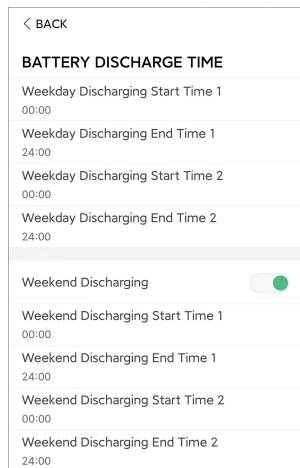 < BACK
BATTERY DISCHARGE TIME
Weekday Discharging Start Time 1
00:00
Weekday Discharging End Time 1
24:00
Weekday Discharging Start Time 2
00:00
Weekday Discharging End Time 2
24:00
Weekend Discharging
Weekend Discharging Start Time 1
00:00
Weekend Discharging End Time 1
24:00
Weekend Discharging Start Time 2
00:00
Weekend Discharging End Time 2
24:00